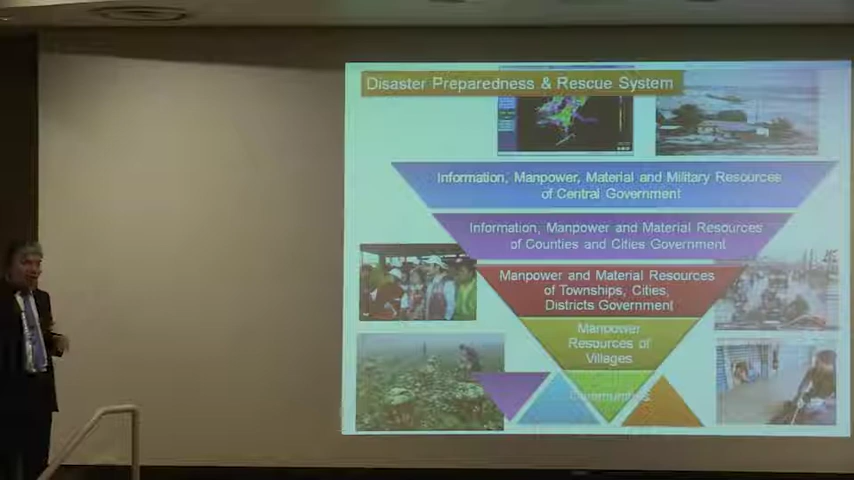 Disaster Preparedness & Rescue System
Information, Manpower, Material and Military Resources
of Central Government
Information, Manpower and Material Resources
of Counties and Cities Government
Manpower and Material Resources
of Townships, Cities,
Districts Government
Manpower
Resources of
Villages
Communities